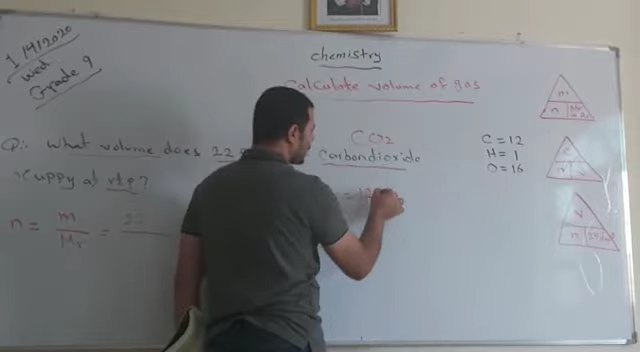 1/4/2020
Wed
Grade 9
chemistry
Calculate volume of gas
Q:- what volume does 22
CO2
Carbondioxide
occupy at rtp?
n = m / Mr = 22
C = 12
H = 1
O = 16
m
n
Mr
c
n
V
V
n